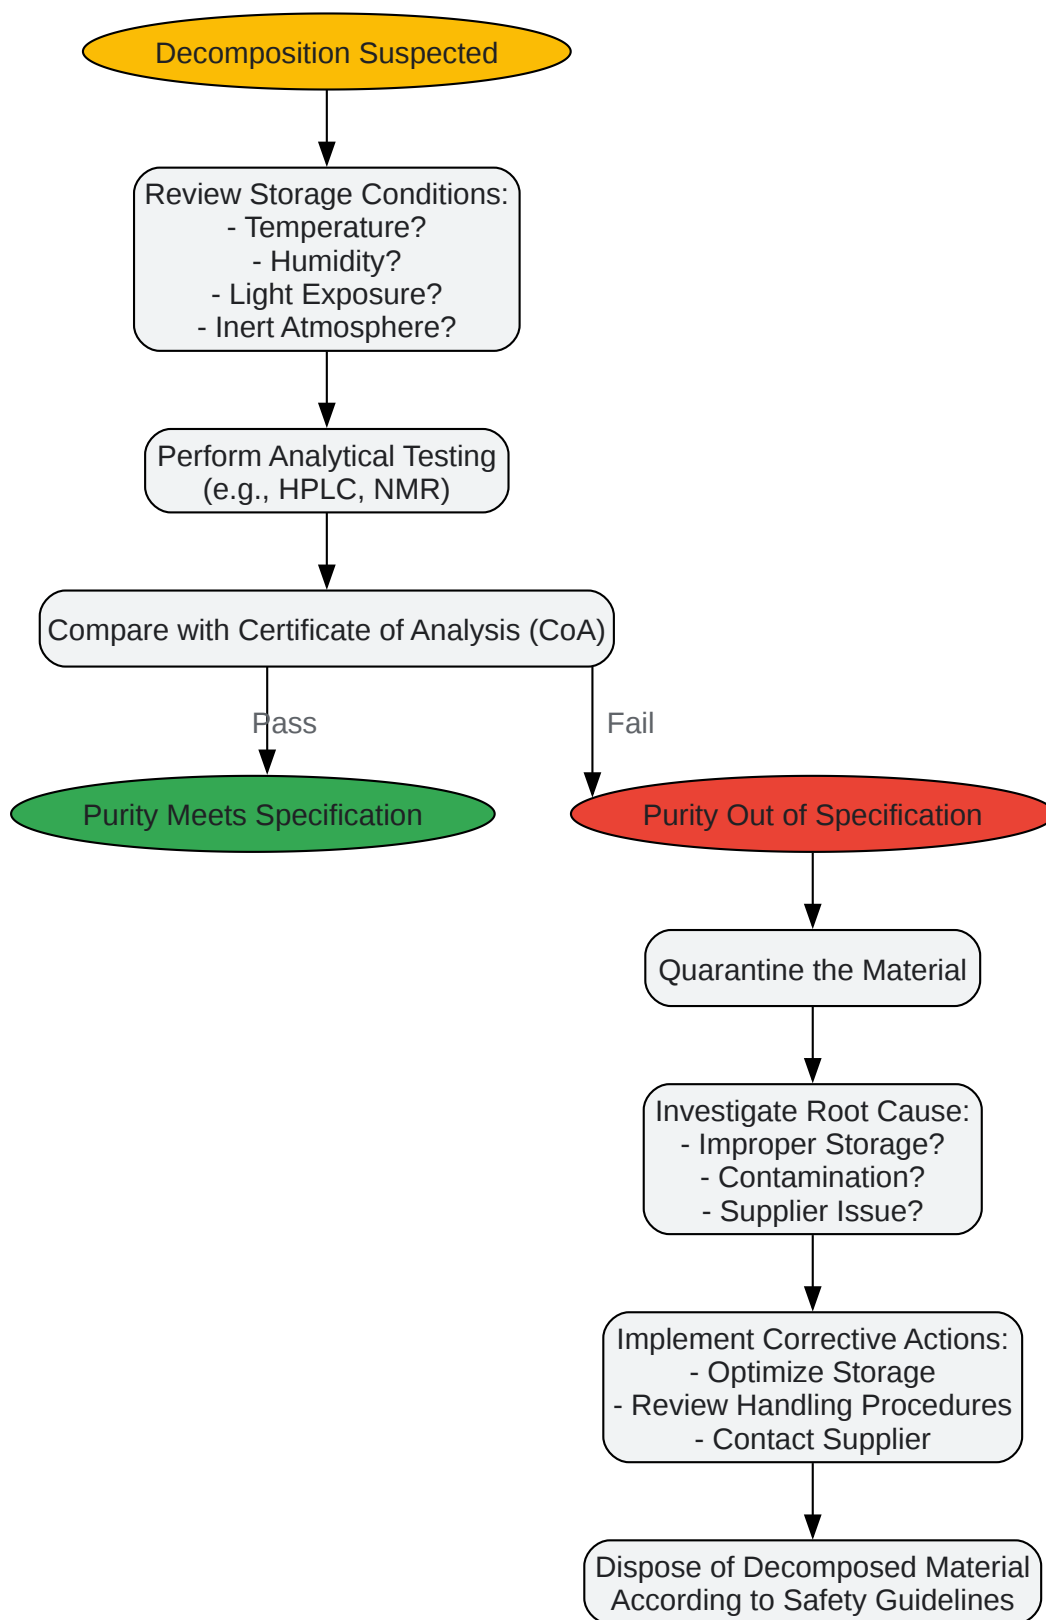 Decomposition Suspected
Review Storage Conditions:
- Temperature?
- Humidity?
- Light Exposure?
- Inert Atmosphere?
Perform Analytical Testing
(e.g., HPLC, NMR)
Compare with Certificate of Analysis (CoA)
Pass
Fail
Purity Meets Specification
Purity Out of Specification
Quarantine the Material
Investigate Root Cause:
- Improper Storage?
- Contamination?
- Supplier Issue?
Implement Corrective Actions:
- Optimize Storage
- Review Handling Procedures
- Contact Supplier
Dispose of Decomposed Material
According to Safety Guidelines